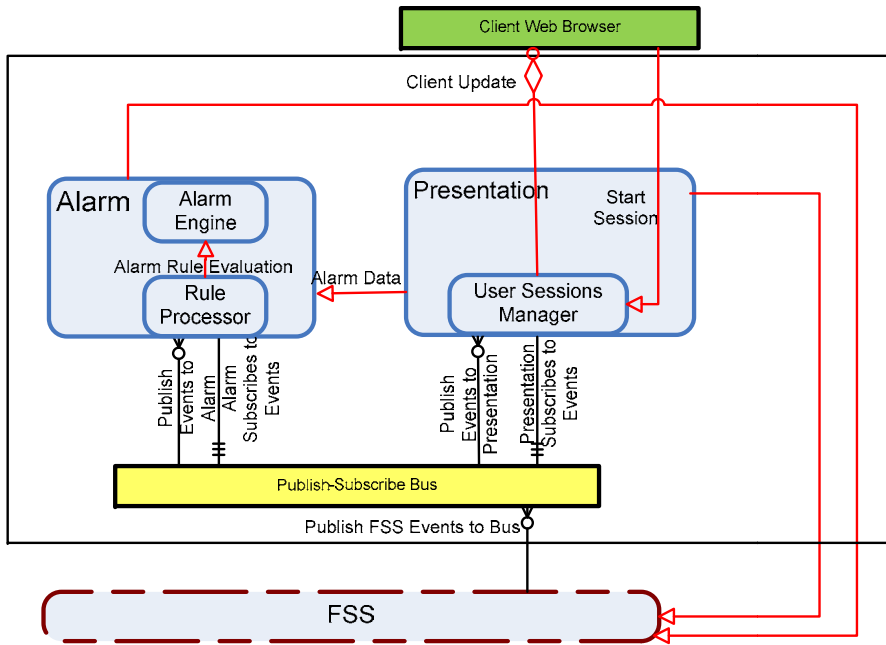 Client Web Browser
Client Update
Alarm
Alarm
Engine
Presentation
Start
Session
Alarm Rule Evaluation
Alarm Data
Rule
Processor
User Sessions
Manager
Publish
Events to
Alarm
Alarm
Subscribes to
Events
Publish
Events to
Presentation
Presentation
Subscribes to
Events
Publish-Subscribe Bus
Publish FSS Events to Bus
FSS